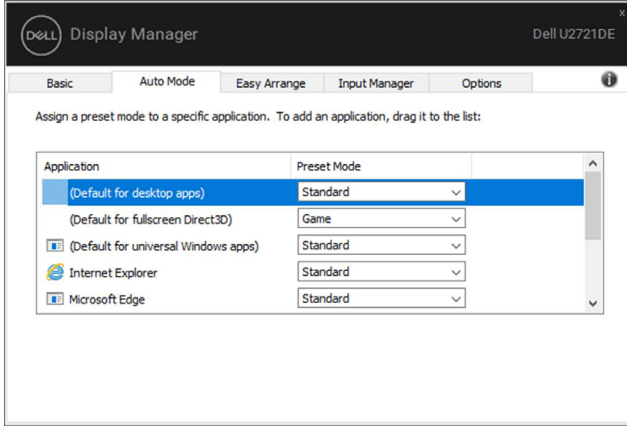 x
DELL Display Manager Dell U2721DE
Basic Auto Mode Easy Arrange Input Manager Options i
Assign a preset mode to a specific application. To add an application, drag it to the list:
Application Preset Mode
(Default for desktop apps) Standard
(Default for fullscreen Direct3D) Game
(Default for universal Windows apps) Standard
Internet Explorer Standard
Microsoft Edge Standard